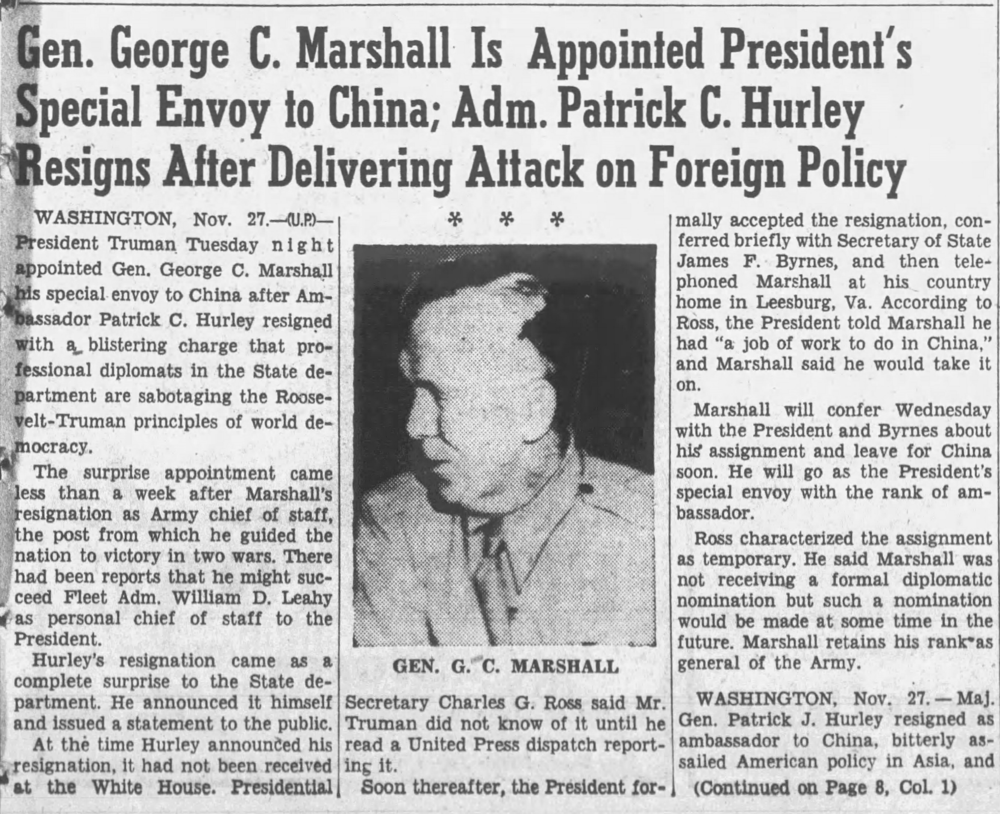 Gen. George C. Marshall Is Appointed President's
Special Envoy to China; Adm. Patrick C. Hurley
Resigns After Delivering Attack on Foreign Policy
WASHINGTON, Nov. 27.—(U.P.)—
President Truman Tuesday night
appointed Gen. George C. Marshall
his special envoy to China after Am-
bassador Patrick C. Hurley resigned
with a blistering charge that pro-
fessional diplomats in the State de-
partment are sabotaging the Roose-
velt-Truman principles of world de-
mocracy.
The surprise appointment came
less than a week after Marshall's
resignation as Army chief of staff,
the post from which he guided the
nation to victory in two wars. There
had been reports that he might suc-
ceed Fleet Adm. William D. Leahy
as personal chief of staff to the
President.
Hurley's resignation came as a
complete surprise to the State de-
partment. He announced it himself
and issued a statement to the public.
At the time Hurley announced his
resignation, it had not been received
at the White House. Presidential
* * *
GEN. G. C. MARSHALL
Secretary Charles G. Ross said Mr.
Truman did not know of it until he
read a United Press dispatch report-
ing it.
Soon thereafter, the President for-
mally accepted the resignation, con-
ferred briefly with Secretary of State
James F. Byrnes, and then tele-
phoned Marshall at his country
home in Leesburg, Va. According to
Ross, the President told Marshall he
had "a job of work to do in China,"
and Marshall said he would take it
on.
Marshall will confer Wednesday
with the President and Byrnes about
his assignment and leave for China
soon. He will go as the President's
special envoy with the rank of am-
bassador.
Ross characterized the assignment
as temporary. He said Marshall was
not receiving a formal diplomatic
nomination but such a nomination
would be made at some time in the
future. Marshall retains his rank as
general of the Army.
WASHINGTON, Nov. 27. — Maj.
Gen. Patrick J. Hurley resigned as
ambassador to China, bitterly as-
sailed American policy in Asia, and
(Continued on Page 8, Col. 1)